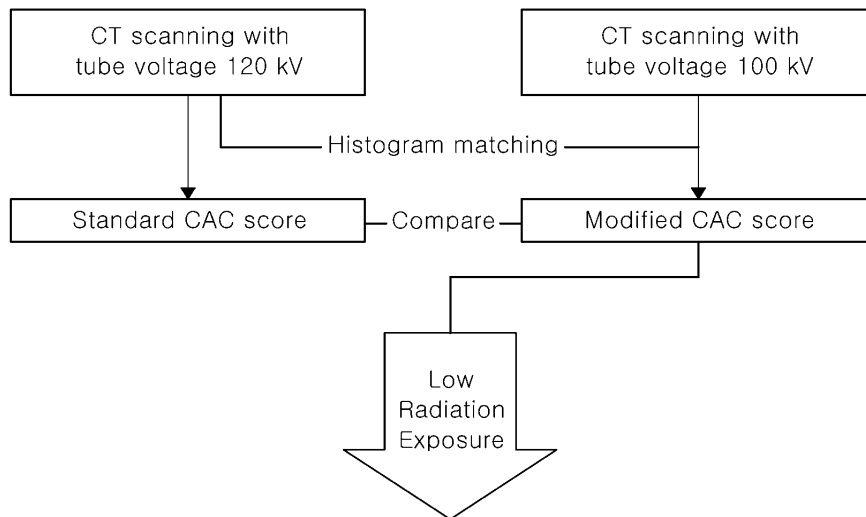 CT scanning with
tube voltage 120 kV
CT scanning with
tube voltage 100 kV
Histogram matching
Standard CAC score
Compare
Modified CAC score
Low
Radiation
Exposure